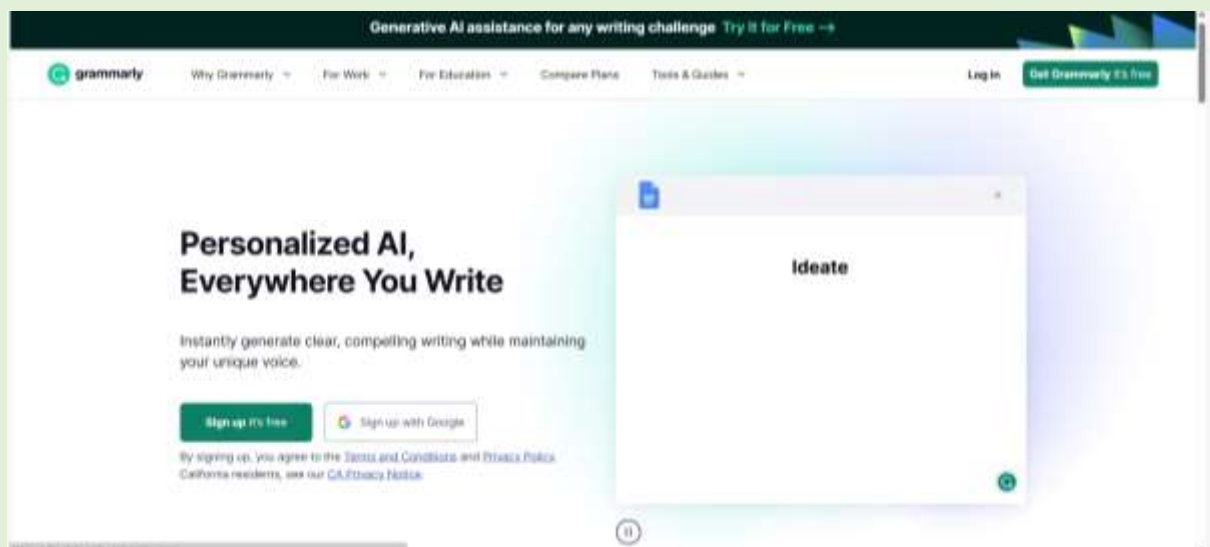 Generative AI assistance for any writing challenge Try it for Free →
grammarly Why Grammarly For Work For Education Compare Plans Tools & Guides Log in Get Grammarly It's free
Ideate
Personalized AI,
Everywhere You Write
Instantly generate clear, compelling writing while maintaining
your unique voice.
Sign up It's free Sign up with Google
By signing up, you agree to the Terms and Conditions and Privacy Policy.
California residents, see our CA Privacy Notice.